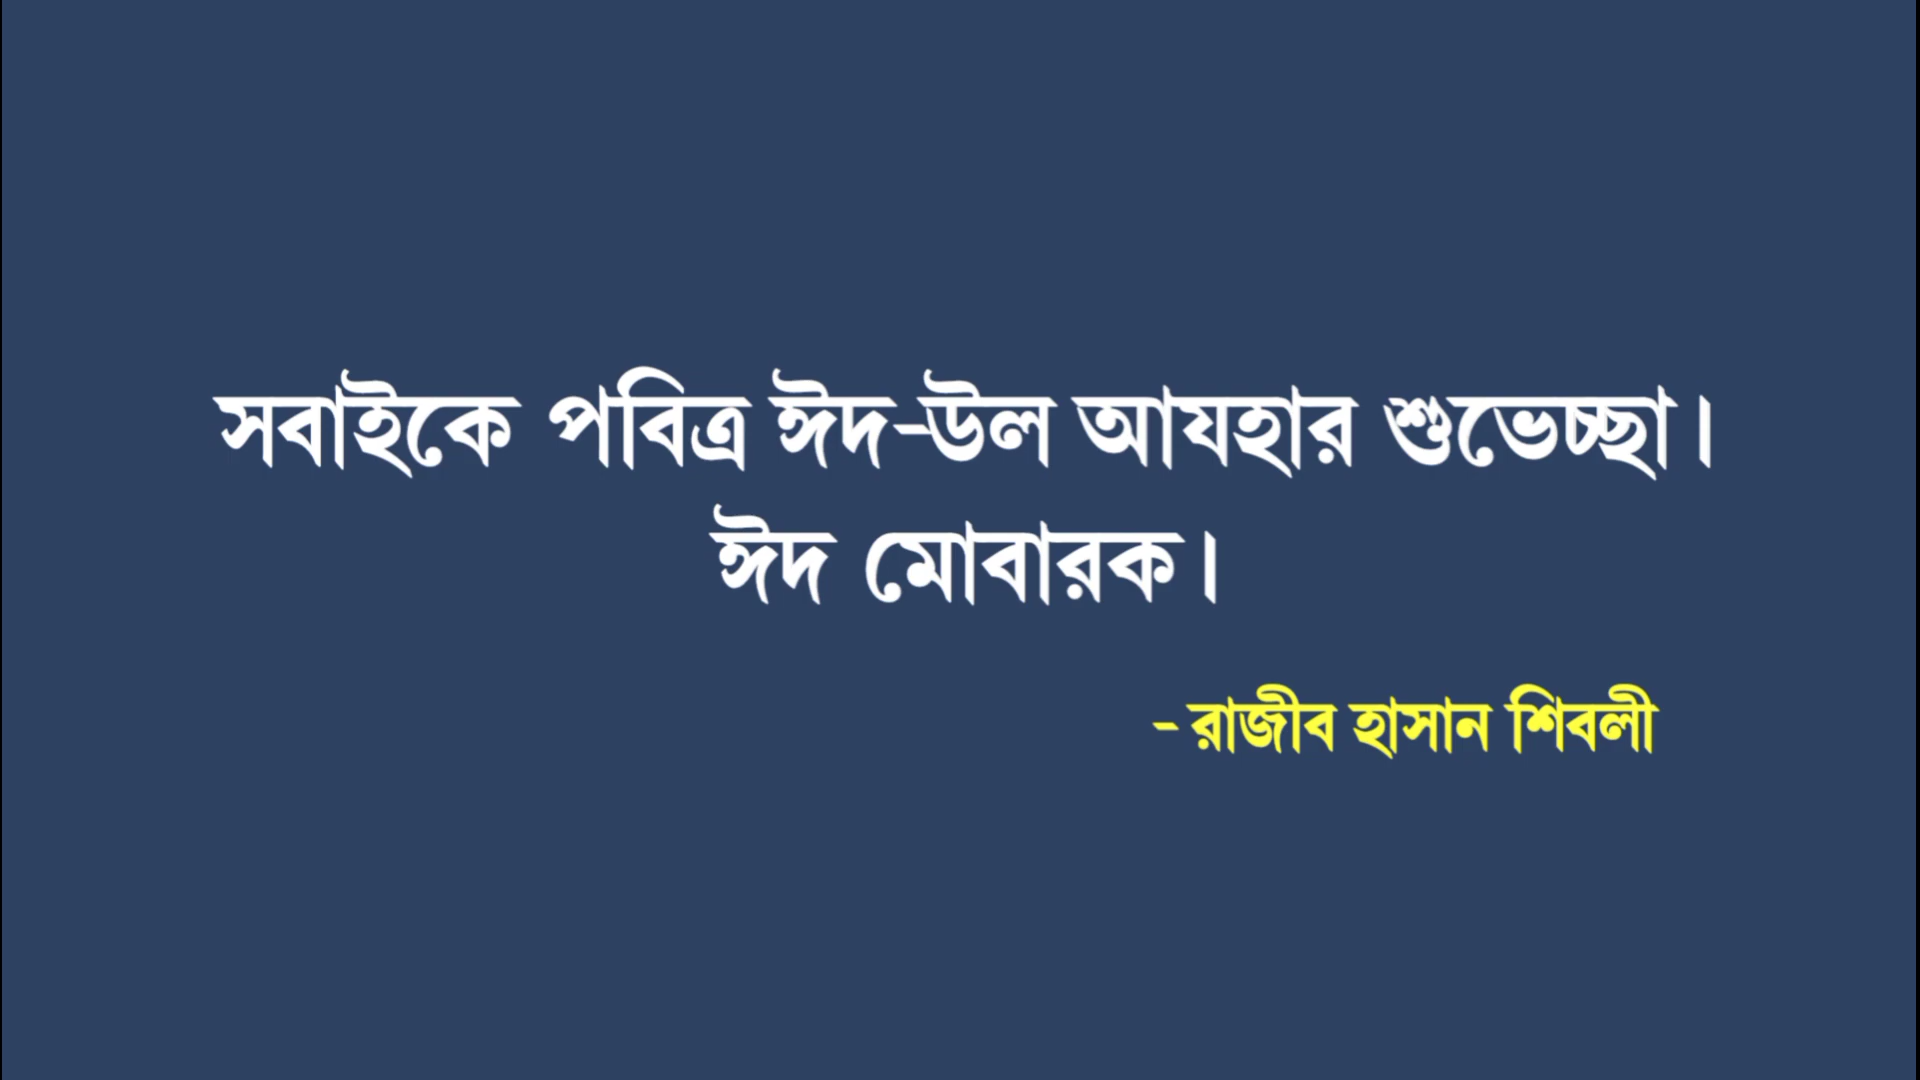 সবাইকে পবিত্র ঈদ-উল আযহার শুভেচ্ছা।
ঈদ মোবারক।
- রাজীব হাসান শিবলী